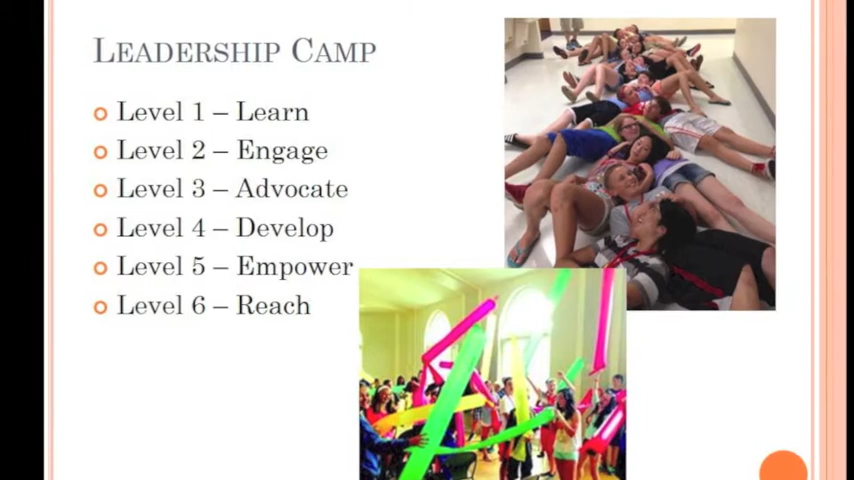 LEADERSHIP CAMP
Level 1 – Learn
Level 2 – Engage
Level 3 – Advocate
Level 4 – Develop
Level 5 – Empower
Level 6 – Reach